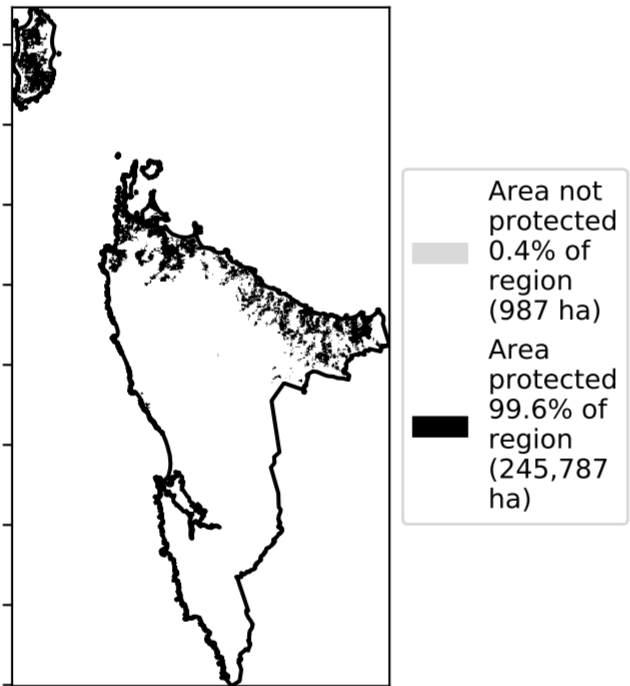 Area not
protected
0.4% of
region
(987 ha)
Area
protected
99.6% of
region
(245,787
ha)